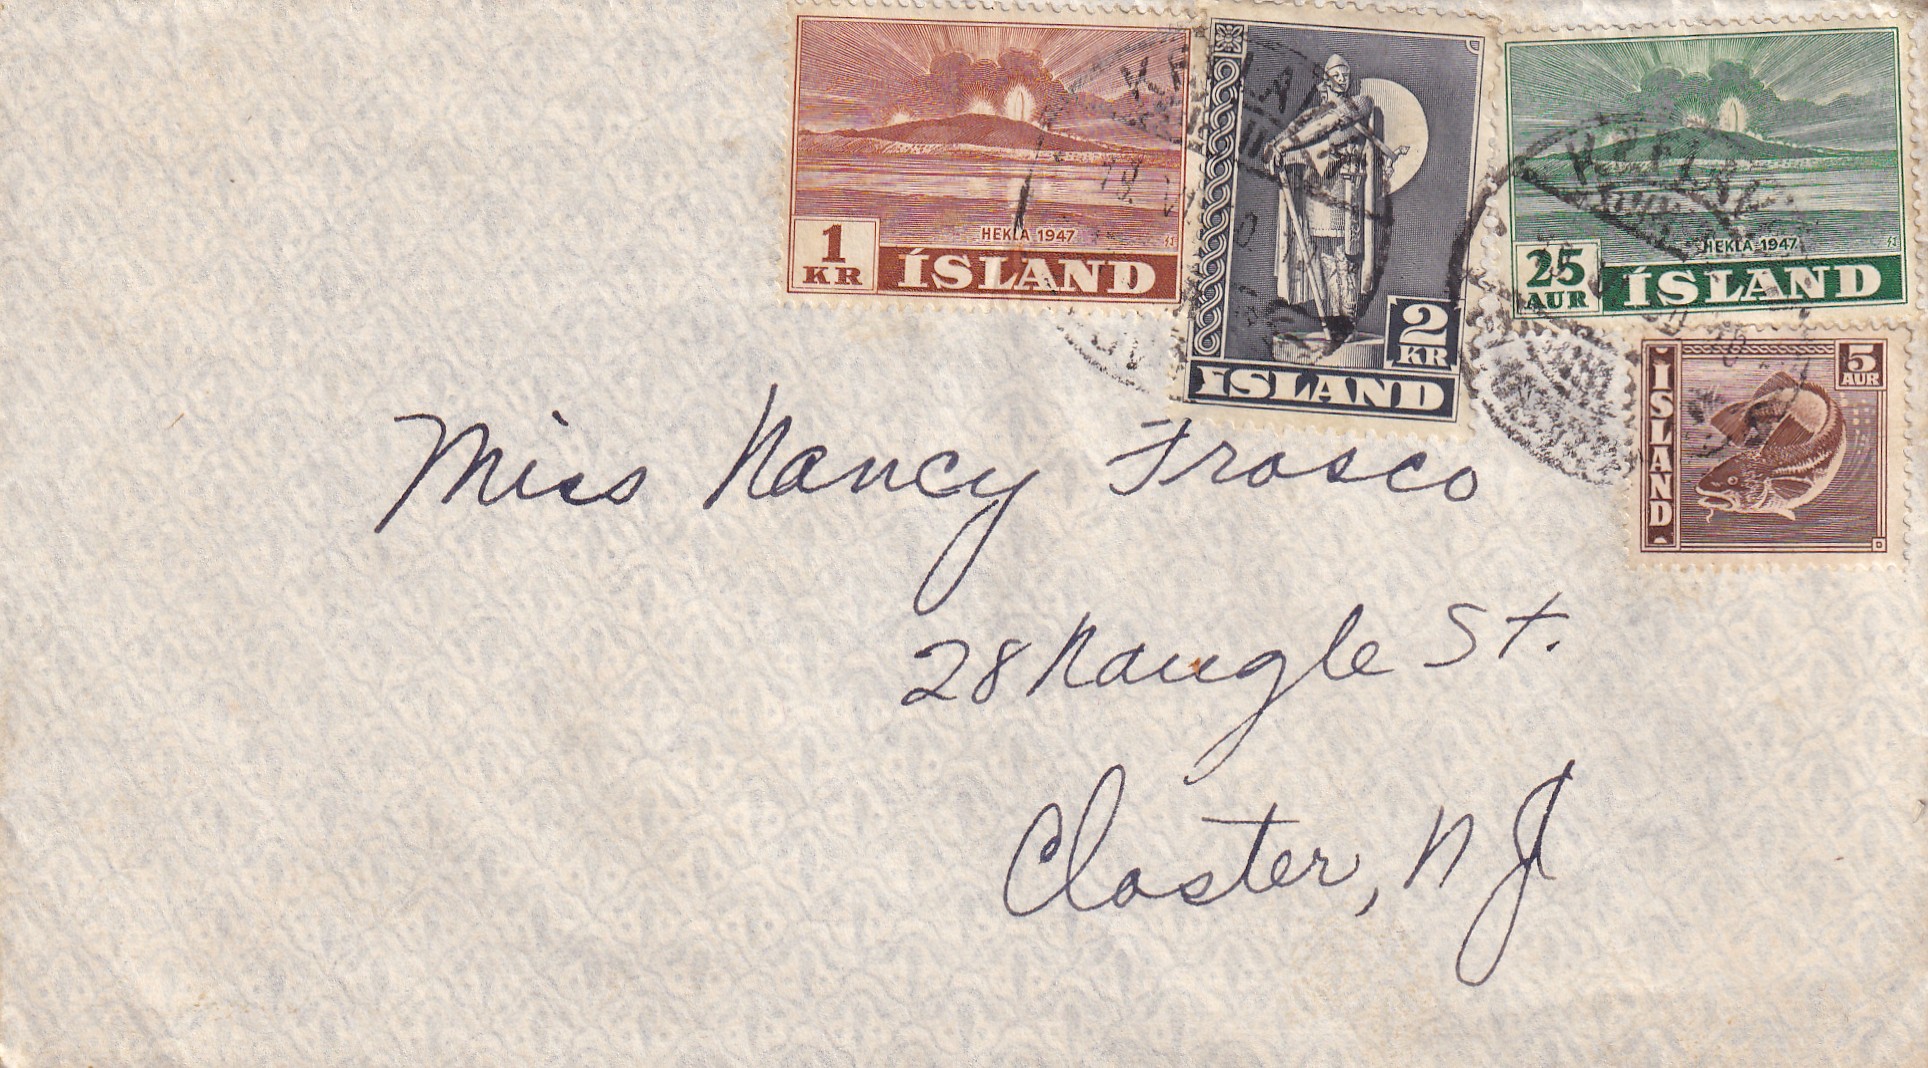 HEKLA 1947
1
KR
ÍSLAND
2
KR
ÍSLAND
HEKLA 1947
25
AUR
ÍSLAND
5
AUR
ÍSLAND
Miss Nancy Frosco
28 Naugle St.
Closter, NJ